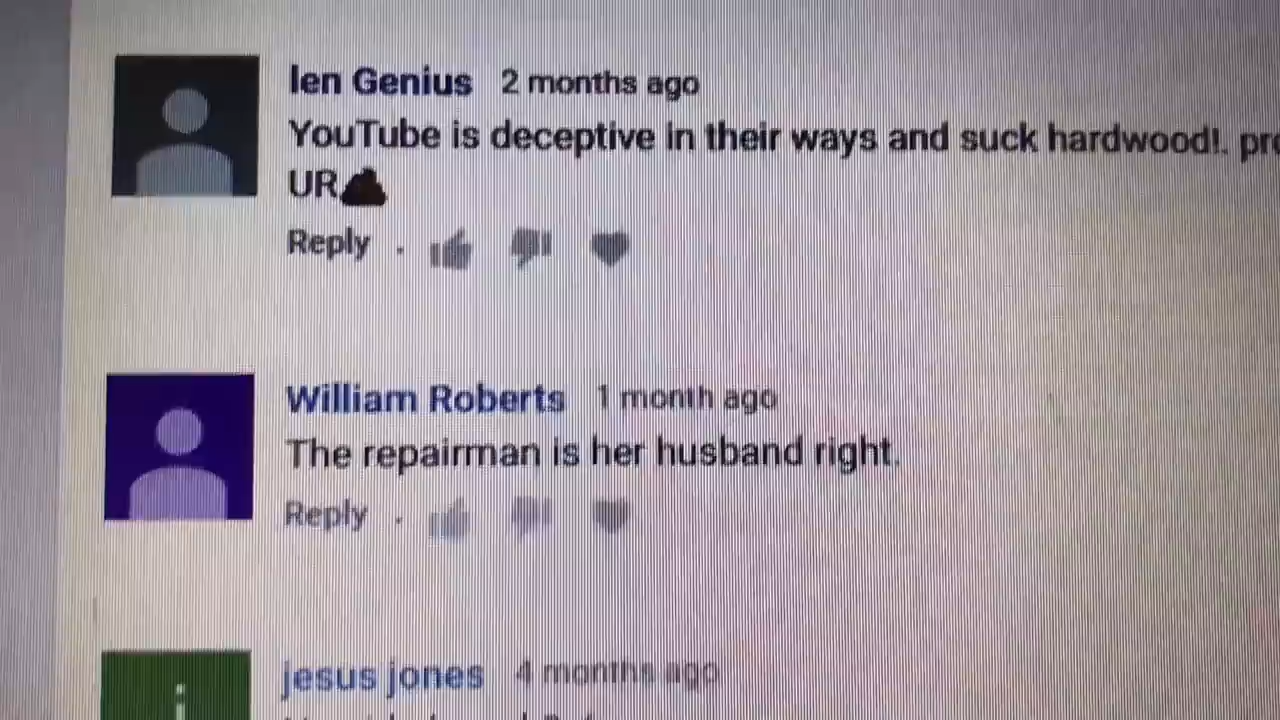 Ien Genius 2 months ago
YouTube is deceptive in their ways and suck hardwood!.
UR
Reply .
William Roberts 1 month ago
The repairman is her husband right.
Reply .
j
jesus jones 4 months ago